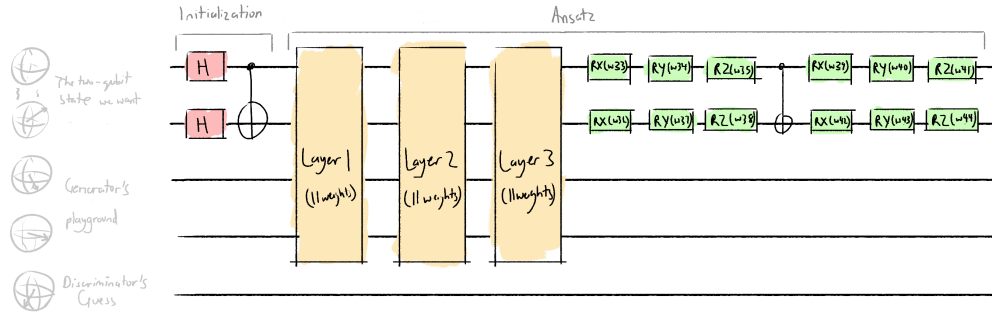 Initialization
Ansatz
The two-qubit
state we want
Generator's
playground
Discriminator's
Guess
H
H
Layer 1
(11 weights)
Layer 2
(11 weights)
Layer 3
(11 weights)
RX(w33) RY(w34) RZ(w35) RX(w39) RY(w40) RZ(w41)
RX(w36) RY(w37) RZ(w38) RX(w42) RY(w43) RZ(w44)